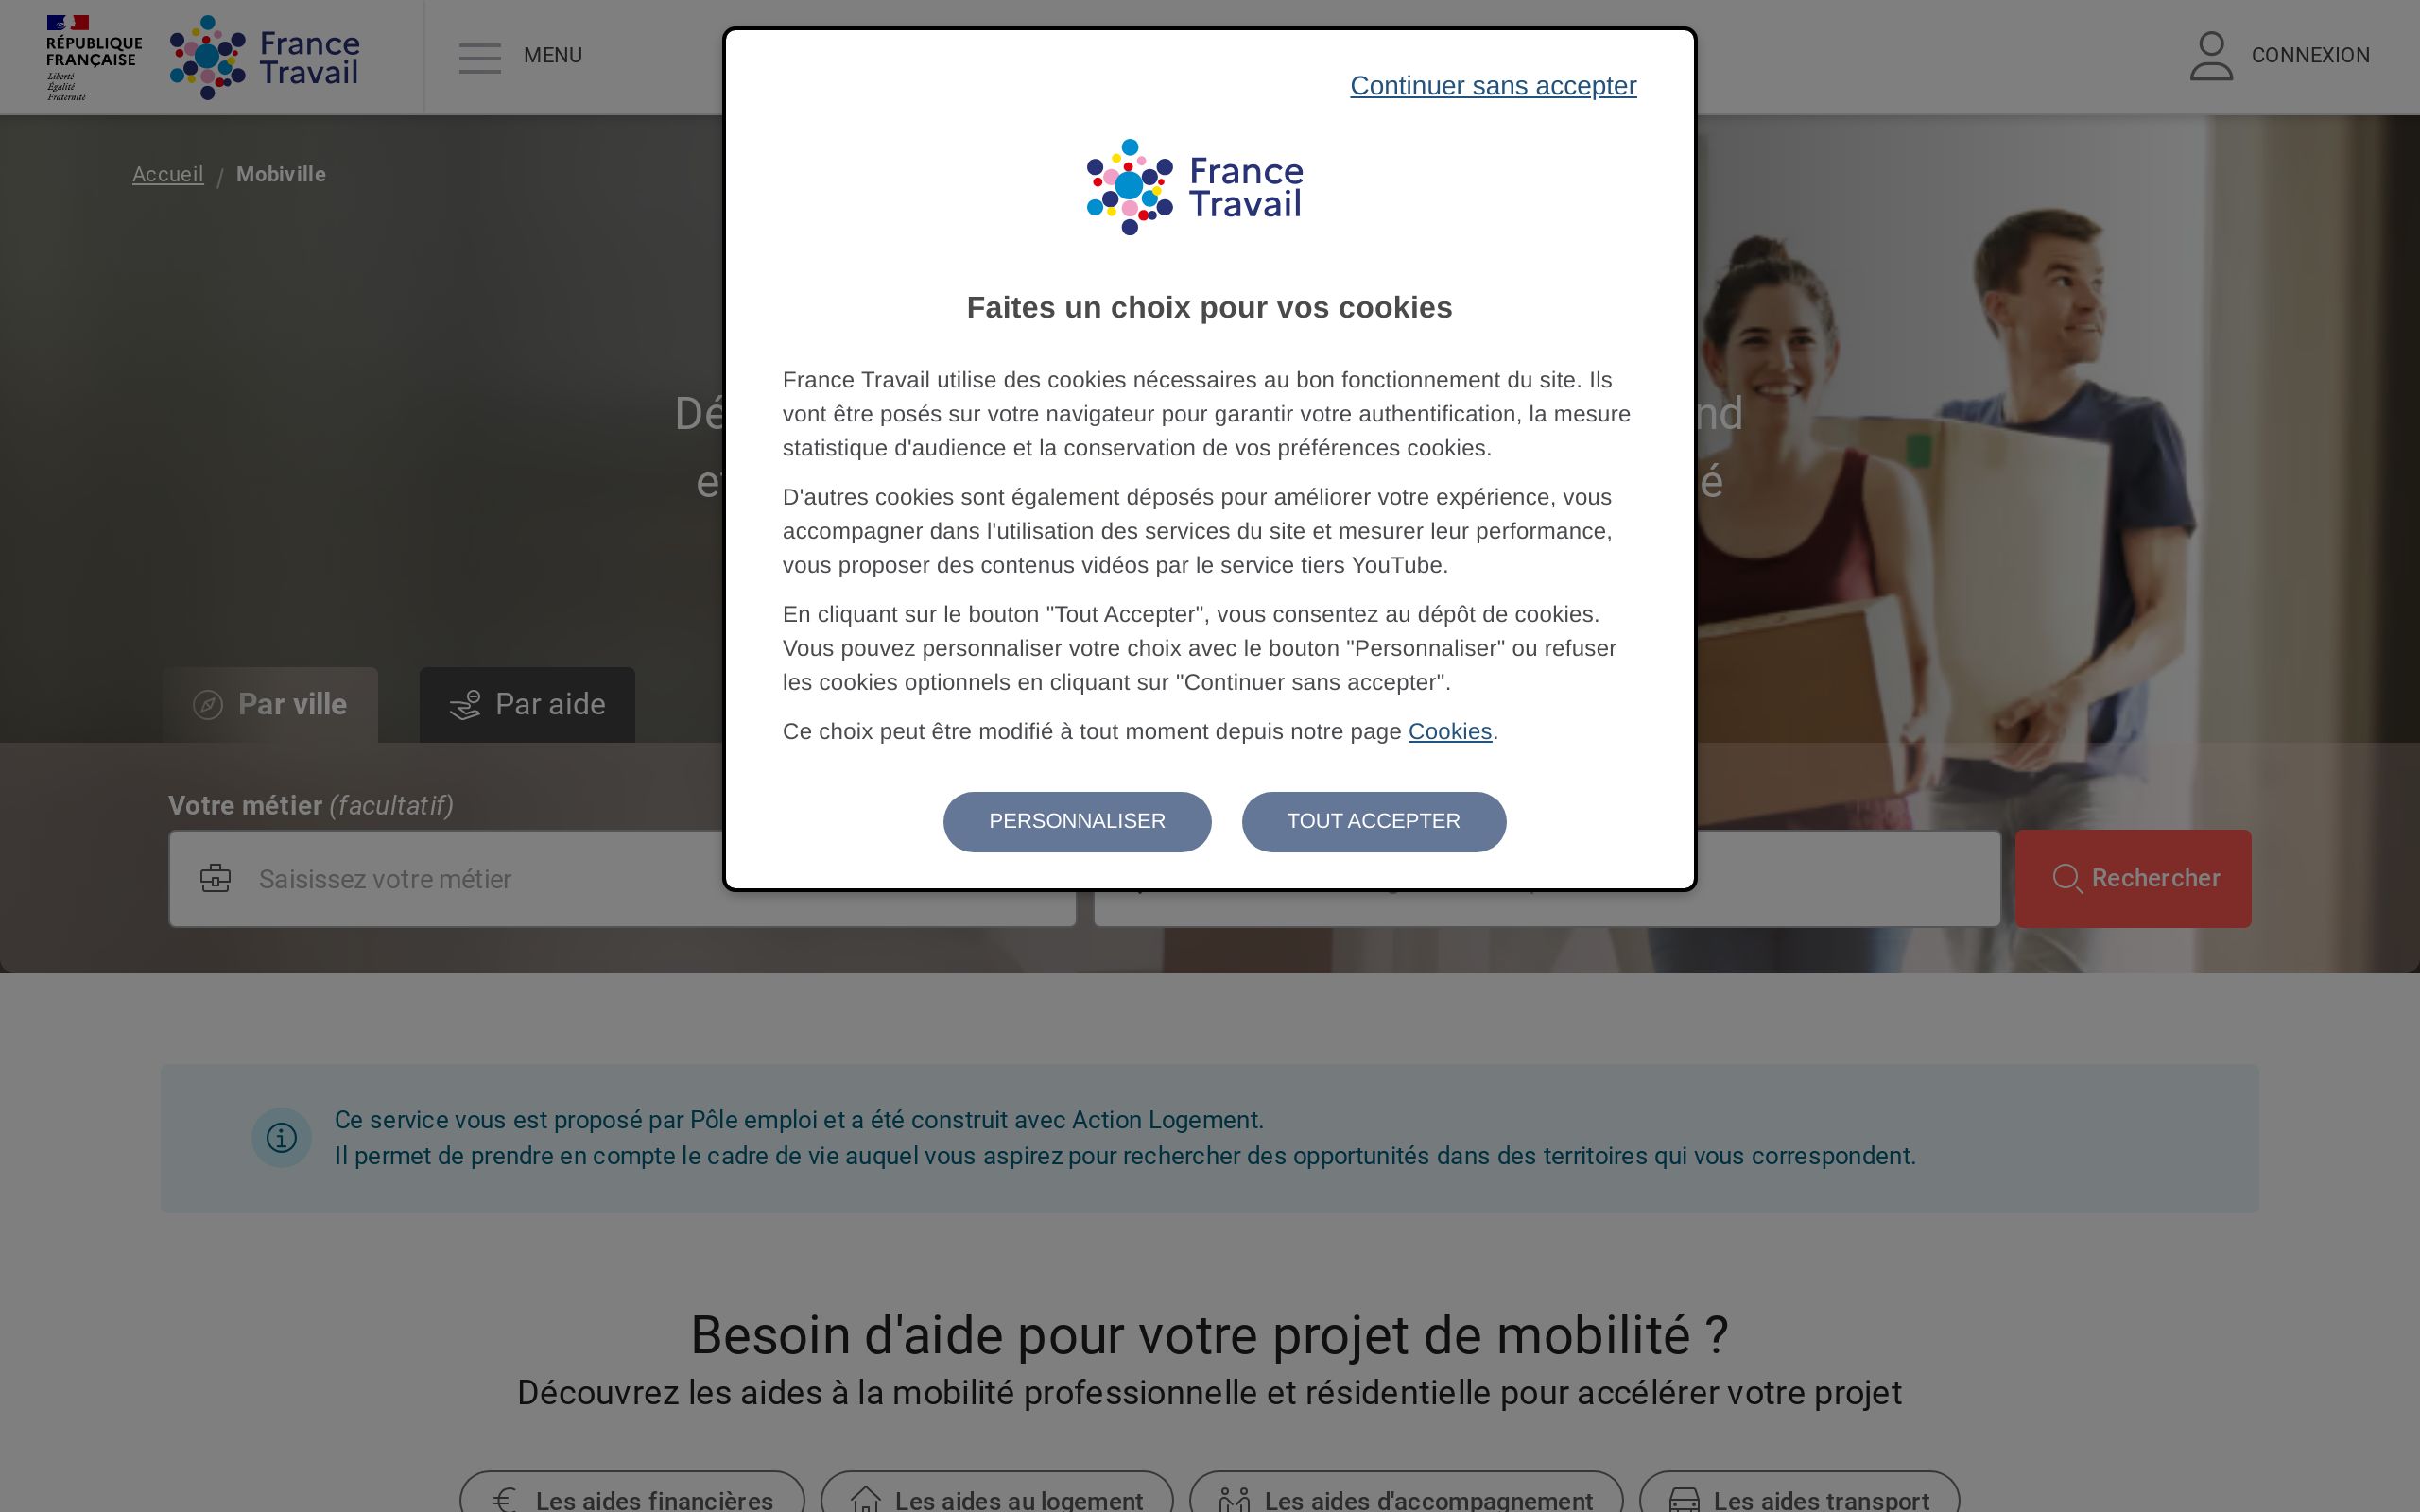 RÉPUBLIQUE
FRANÇAISE
Liberté
Égalité
Fraternité
France
Travail
MENU
CONNEXION
Accueil / Mobiville
Continuer sans accepter
France
Travail
Faites un choix pour vos cookies
France Travail utilise des cookies nécessaires au bon fonctionnement du site. Ils
vont être posés sur votre navigateur pour garantir votre authentification, la mesure
statistique d'audience et la conservation de vos préférences cookies.
D'autres cookies sont également déposés pour améliorer votre expérience, vous
accompagner dans l'utilisation des services du site et mesurer leur performance,
vous proposer des contenus vidéos par le service tiers YouTube.
En cliquant sur le bouton "Tout Accepter", vous consentez au dépôt de cookies.
Vous pouvez personnaliser votre choix avec le bouton "Personnaliser" ou refuser
les cookies optionnels en cliquant sur "Continuer sans accepter".
Ce choix peut être modifié à tout moment depuis notre page Cookies.
PERSONNALISER
TOUT ACCEPTER
Par ville
Par aide
Votre métier (facultatif)
Saisissez votre métier
Rechercher
Ce service vous est proposé par Pôle emploi et a été construit avec Action Logement.
Il permet de prendre en compte le cadre de vie auquel vous aspirez pour rechercher des opportunités dans des territoires qui vous correspondent.
Besoin d'aide pour votre projet de mobilité ?
Découvrez les aides à la mobilité professionnelle et résidentielle pour accélérer votre projet
Les aides financières
Les aides au logement
Les aides d'accompagnement
Les aides transport